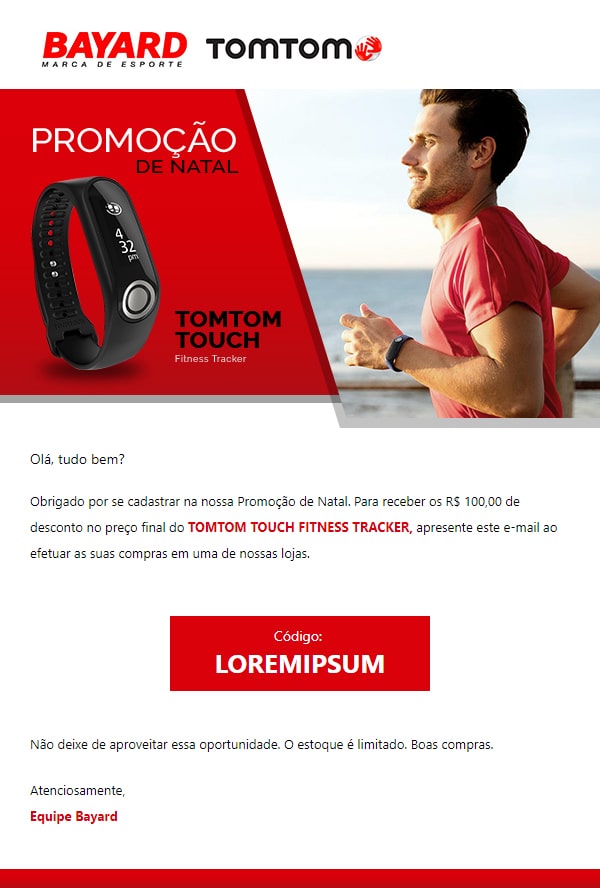 BAYARD
MARCA DE ESPORTE
TOMTOM
PROMOÇÃO
DE NATAL
4
32
pm
TOMTOM
TOUCH
Fitness Tracker
Olá, tudo bem?
Obrigado por se cadastrar na nossa Promoção de Natal. Para receber os R$ 100,00 de
desconto no preço final do TOMTOM TOUCH FITNESS TRACKER, apresente este e-mail ao
efetuar as suas compras em uma de nossas lojas.
Código:
LOREMIPSUM
Não deixe de aproveitar essa oportunidade. O estoque é limitado. Boas compras.
Atenciosamente,
Equipe Bayard